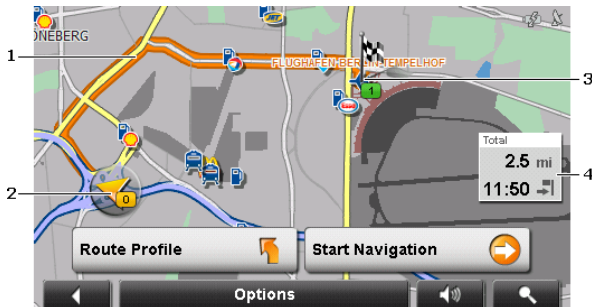 ÖNEBERG
FLUGHAFEN-BERLIN-TEMPELHOF
1
2
3
4
1
0
Esso
Total
2.5 mi
11:50
Route Profile
Start Navigation
Options